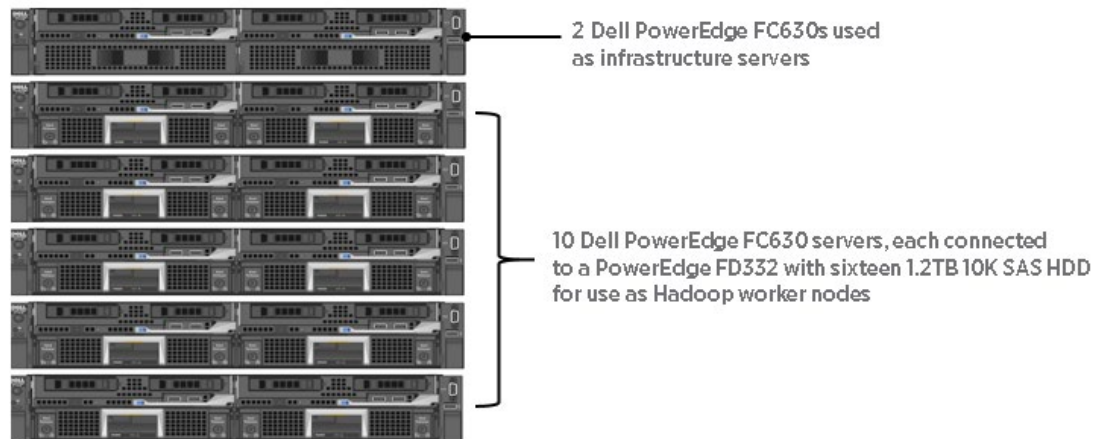 2 Dell PowerEdge FC630s used
as infrastructure servers
10 Dell PowerEdge FC630 servers, each connected
to a PowerEdge FD332 with sixteen 1.2TB 10K SAS HDD
for use as Hadoop worker nodes